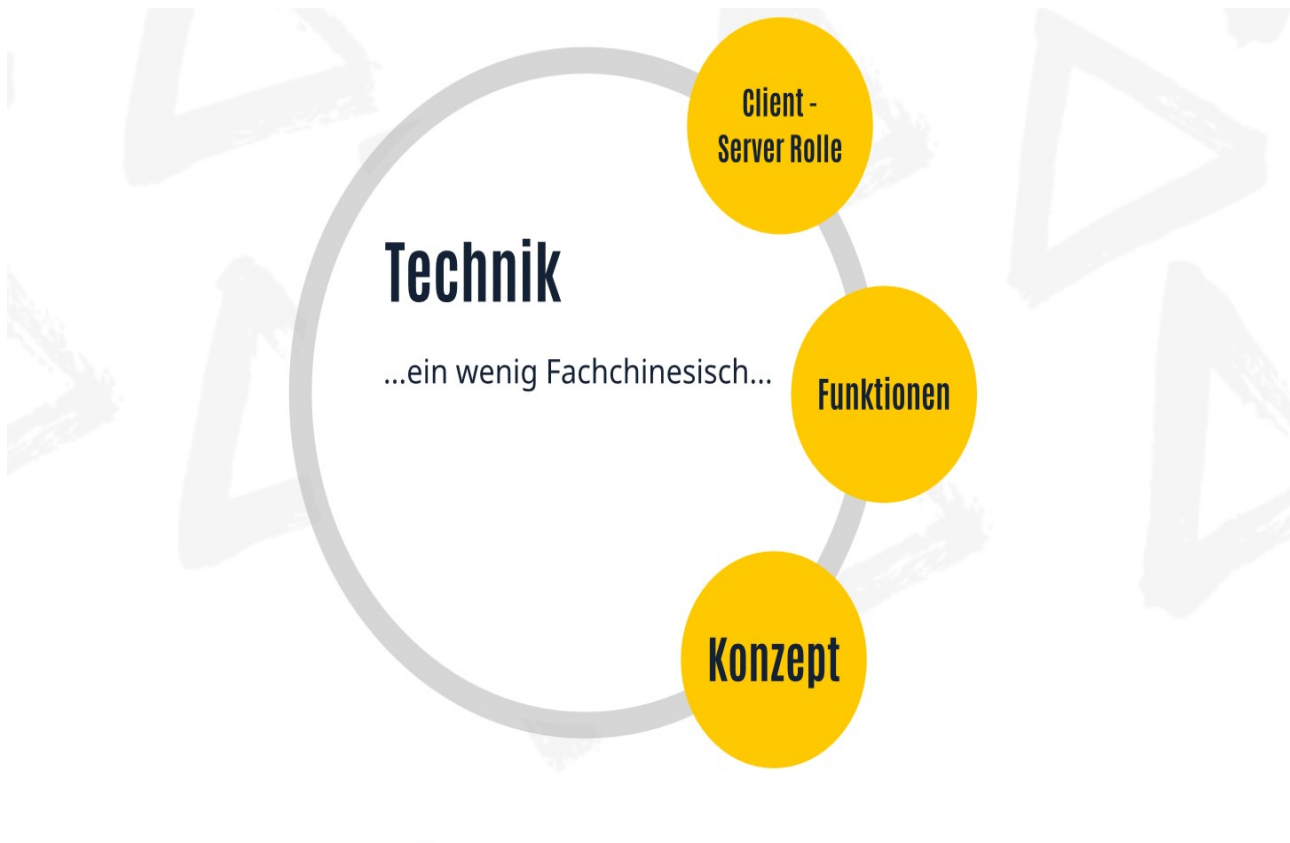 Client -
Server Rolle
Technik
...ein wenig Fachchinesisch...
Funktionen
Konzept